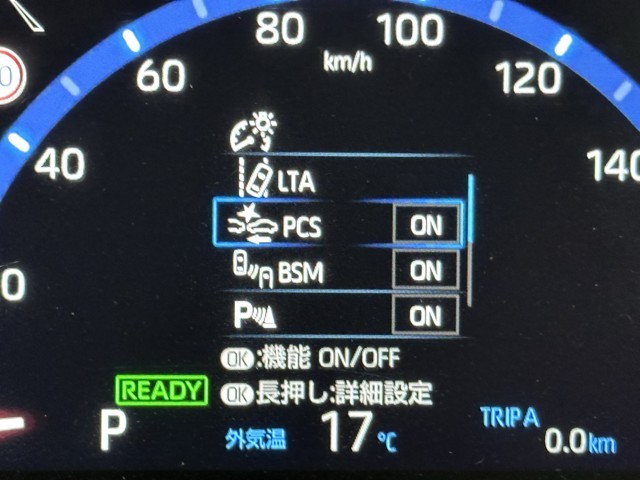 80 100
km/h
60 120
40 140
0
LTA
PCS ON
BSM ON
P ON
OK:機能 ON/OFF
READY OK長押し:詳細設定
P 外気温 17℃ TRIP A
0.0km